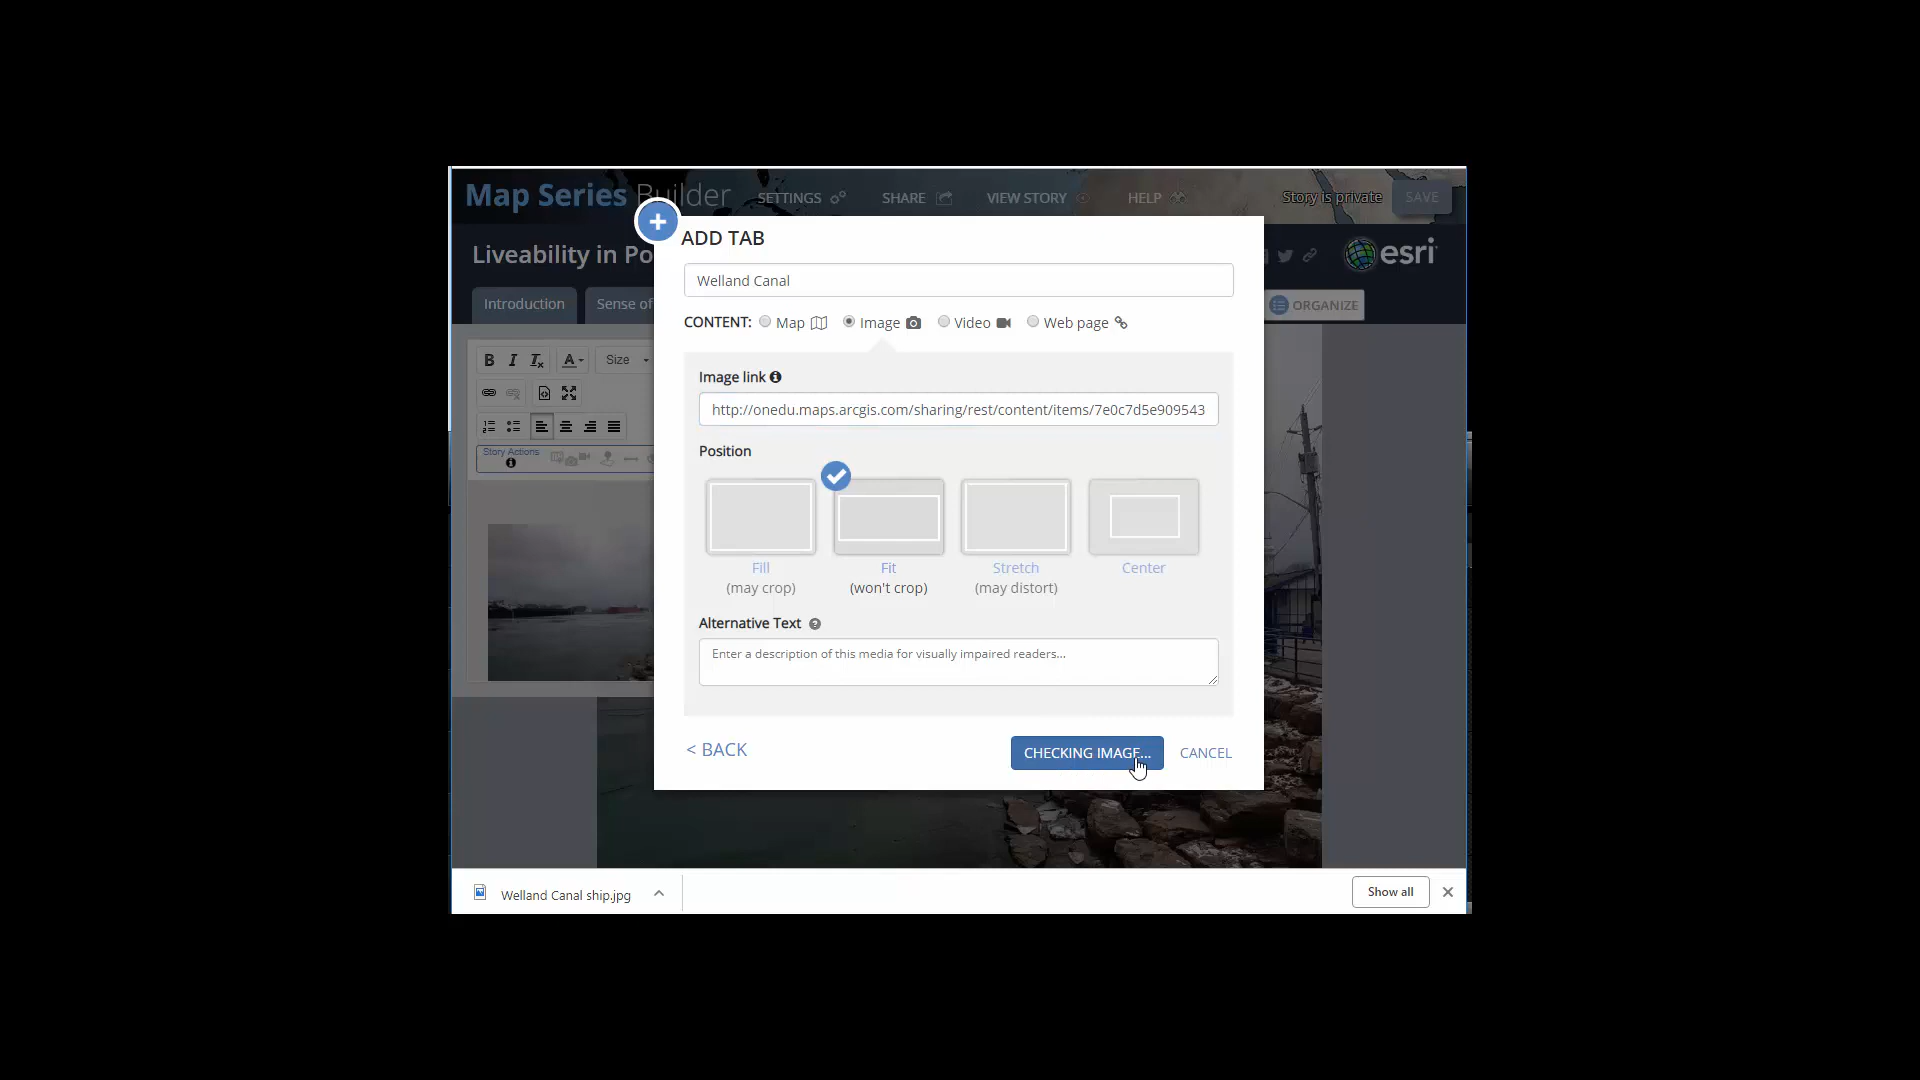 Map Series Builder
SETTINGS
SHARE
VIEW STORY
HELP
Story is private
SAVE
ADD TAB
Liveability in Po
esri
Welland Canal
Introduction
Sense of
ORGANIZE
CONTENT: Map Image Video Web page
B I Tx A Size
Image link
http://onedu.maps.arcgis.com/sharing/rest/content/items/7e0c7d5e909543
Story Actions
Position
Fill
(may crop)
Fit
(won't crop)
Stretch
(may distort)
Center
Alternative Text
Enter a description of this media for visually impaired readers...
< BACK
CHECKING IMAGE...
CANCEL
Welland Canal ship.jpg
Show all